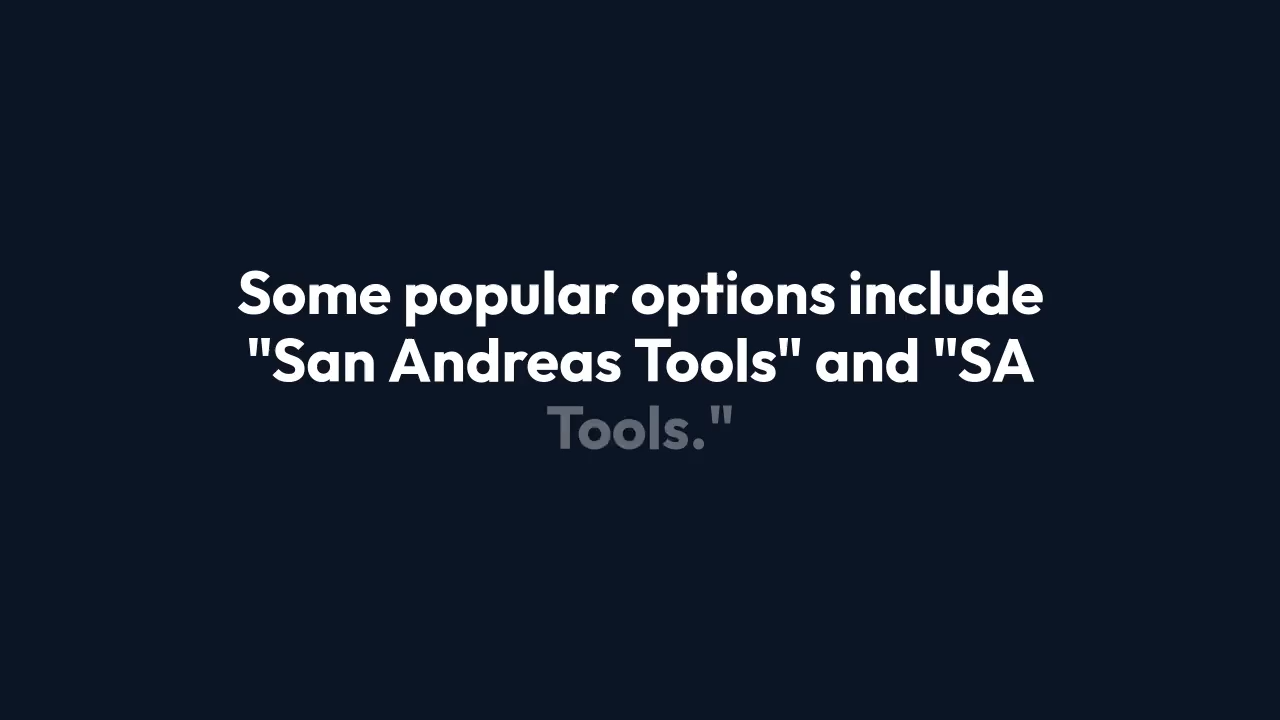 Some popular options include
"San Andreas Tools" and "SA
Tools."